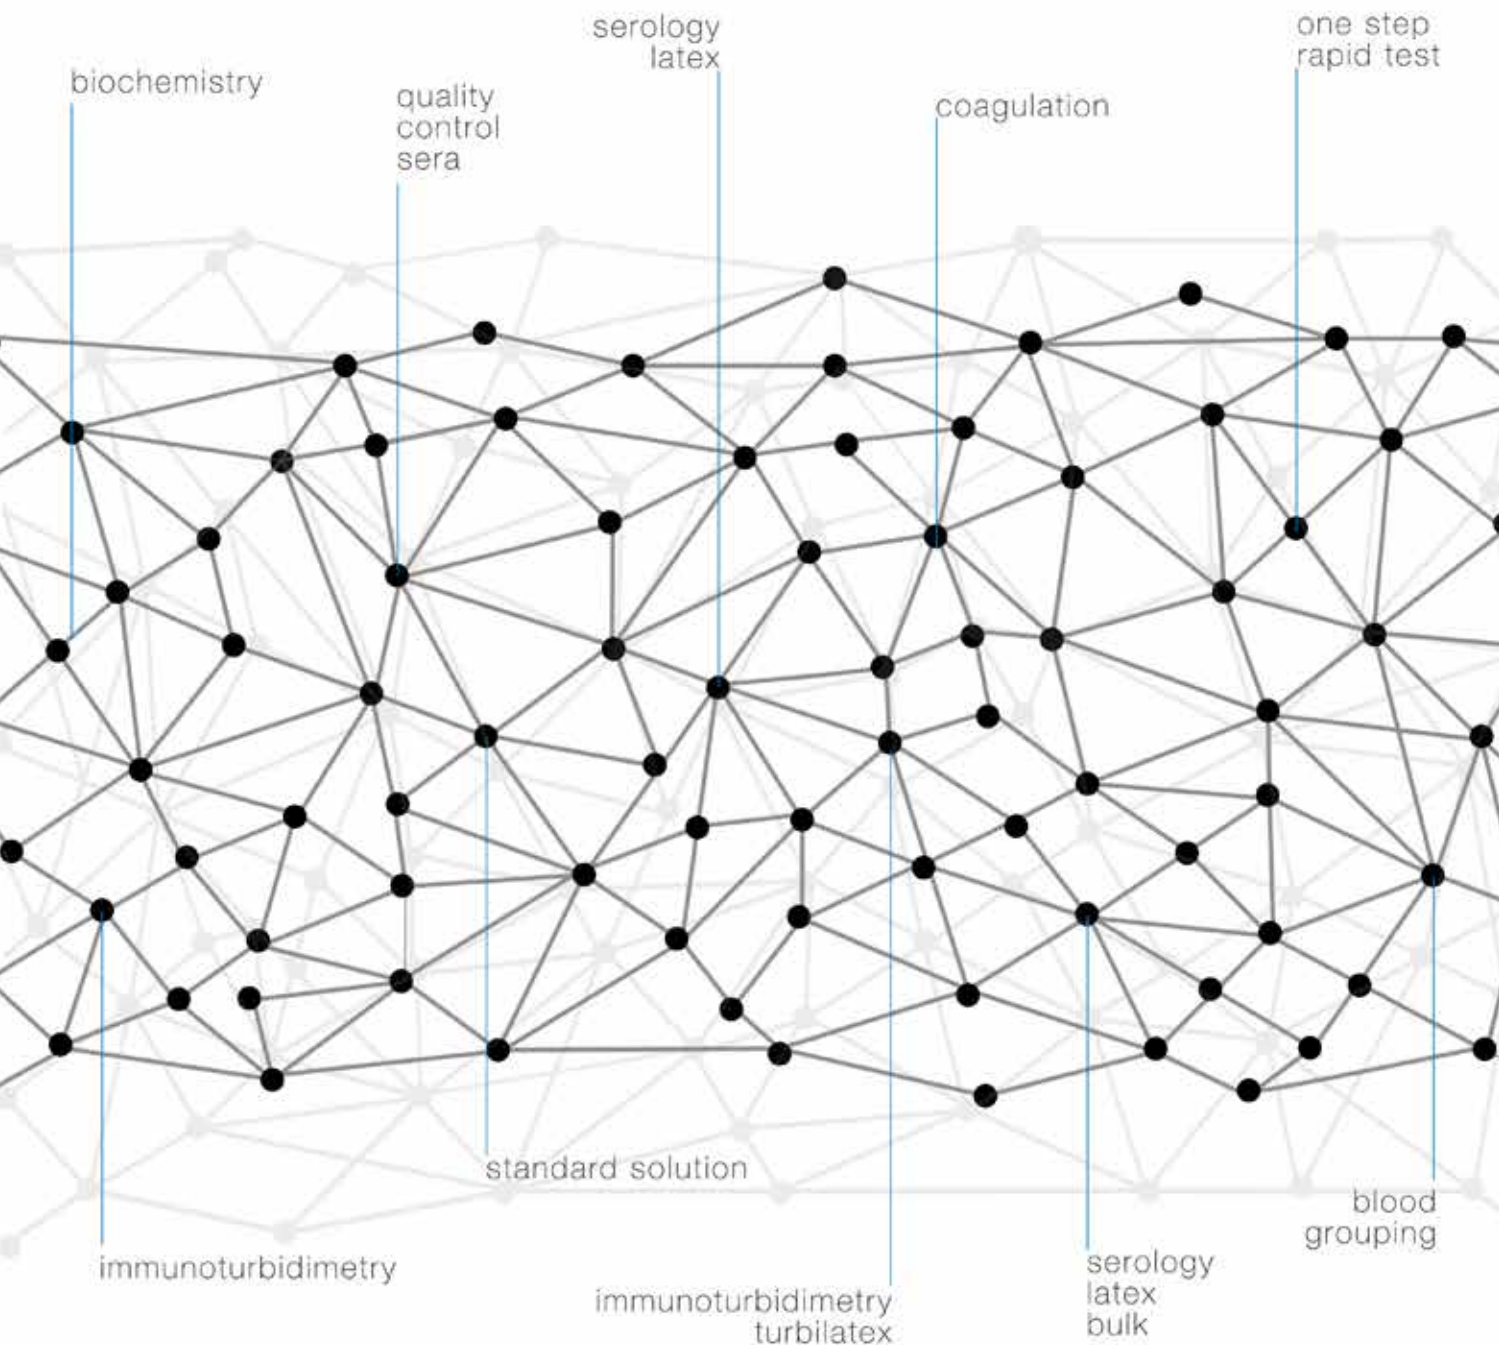 serology
latex
one step
rapid test
biochemistry
quality
control
sera
coagulation
standard solution
blood
grouping
immunoturbidimetry
serology
latex
bulk
immunoturbidimetry
turbilatex